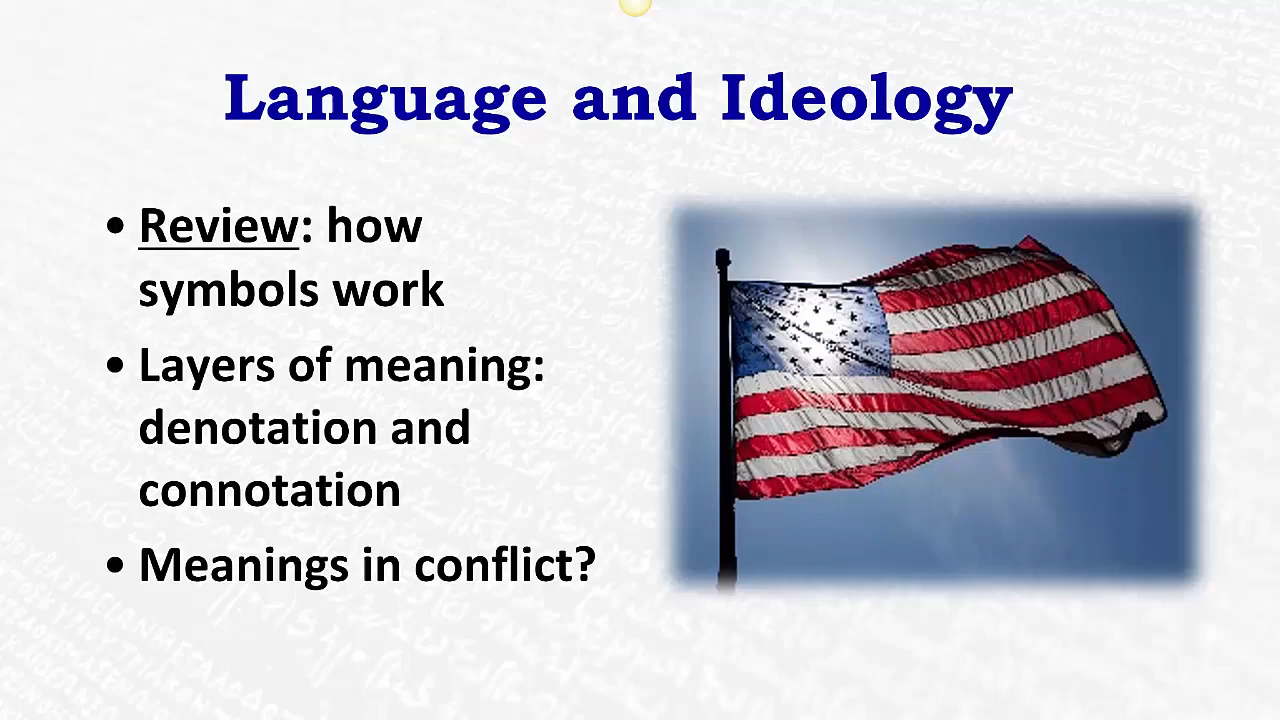 Language and Ideology
• Review: how
symbols work
• Layers of meaning:
denotation and
connotation
• Meanings in conflict?